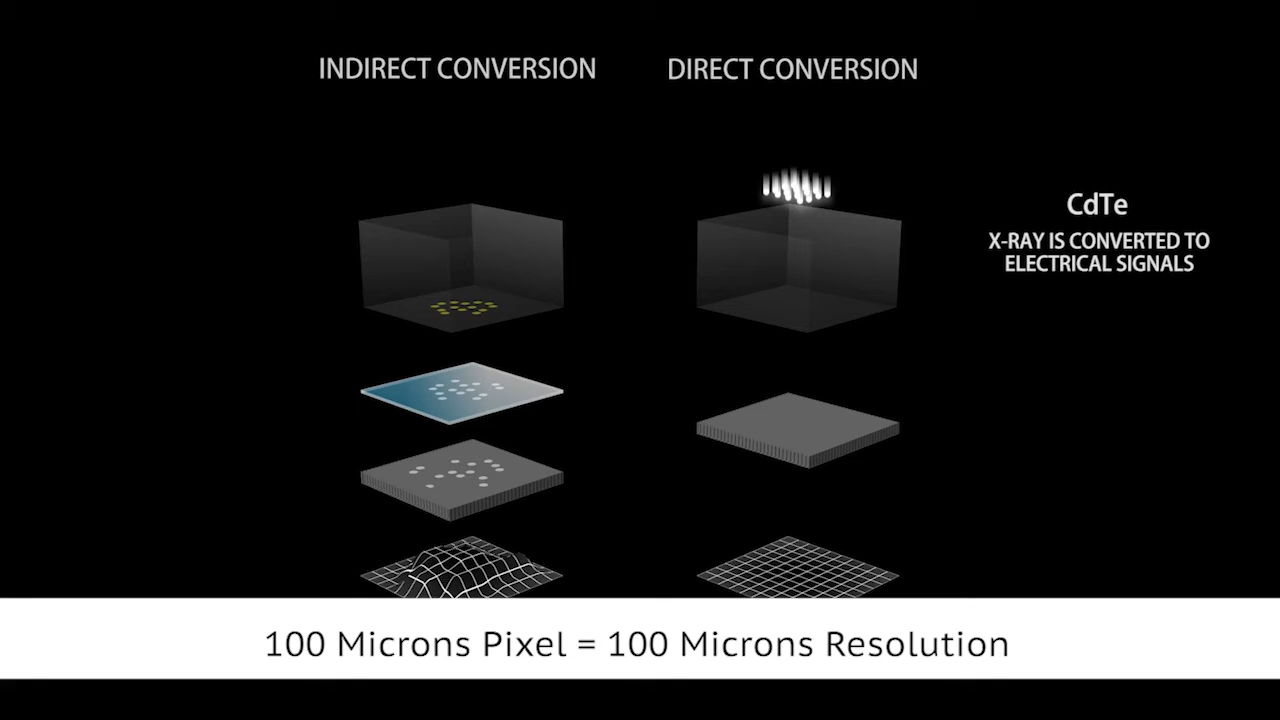 INDIRECT CONVERSION
DIRECT CONVERSION
CdTe
X-RAY IS CONVERTED TO
ELECTRICAL SIGNALS
100 Microns Pixel = 100 Microns Resolution